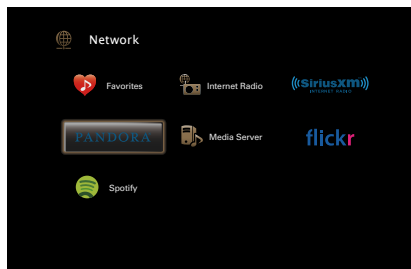 Network
Favorites
Internet Radio
((SiriusXM))
INTERNET RADIO
PANDORA
Media Server
flickr
Spotify